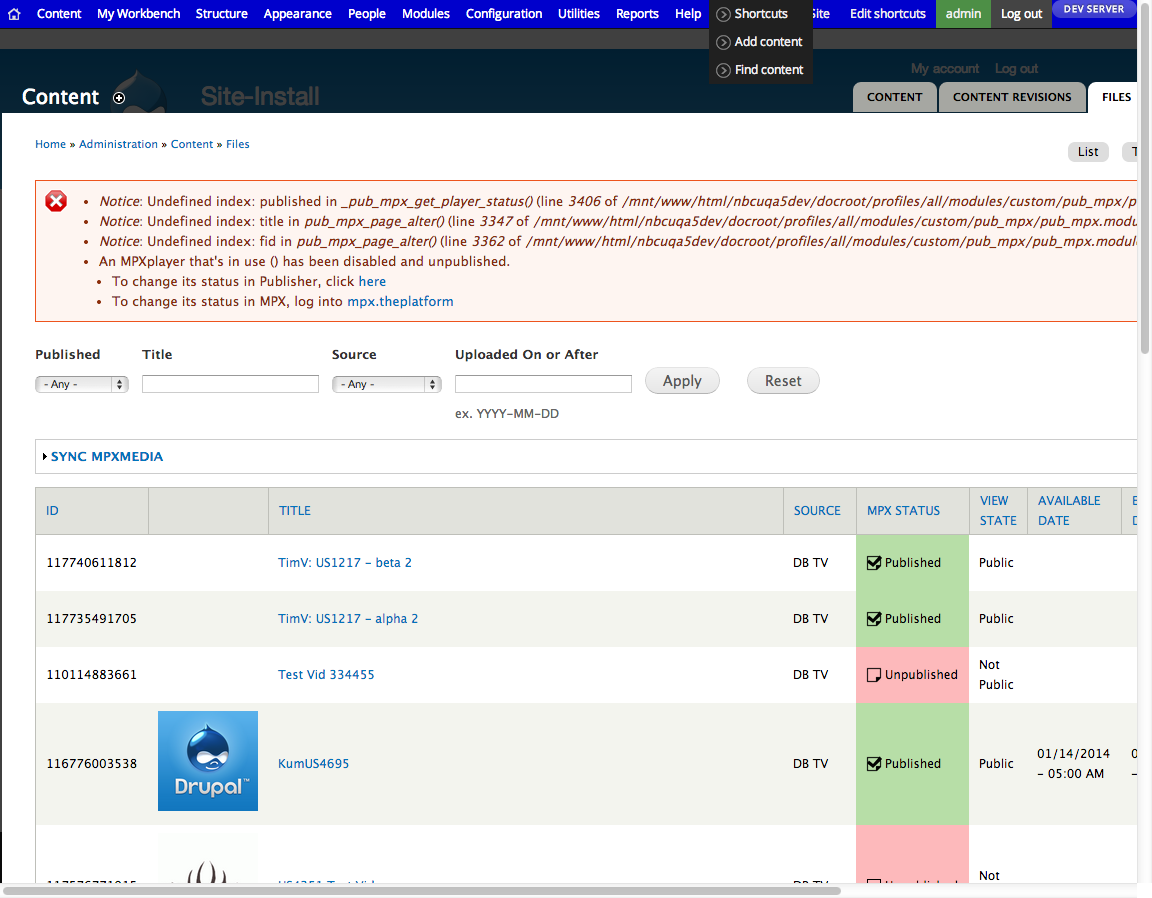 Content My Workbench Structure Appearance People Modules Configuration Utilities Reports Help Shortcuts Site Edit shortcuts admin Log out DEV SERVER
Add content
Find content
My account Log out
Content Site-Install
CONTENT CONTENT REVISIONS FILES
Home » Administration » Content » Files
List
• Notice: Undefined index: published in _pub_mpx_get_player_status() (line 3406 of /mnt/www/html/nbcuqa5dev/docroot/profiles/all/modules/custom/pub_mpx/p
• Notice: Undefined index: title in pub_mpx_page_alter() (line 3347 of /mnt/www/html/nbcuqa5dev/docroot/profiles/all/modules/custom/pub_mpx/pub_mpx.modu
• Notice: Undefined index: fid in pub_mpx_page_alter() (line 3362 of /mnt/www/html/nbcuqa5dev/docroot/profiles/all/modules/custom/pub_mpx/pub_mpx.module
• An MPXplayer that's in use () has been disabled and unpublished.
• To change its status in Publisher, click here
• To change its status in MPX, log into mpx.theplatform
Published Title Source Uploaded On or After
- Any - - Any - Apply Reset
ex. YYYY-MM-DD
SYNC MPXMEDIA
ID TITLE SOURCE MPX STATUS VIEW STATE AVAILABLE DATE
117740611812 TimV: US1217 - beta 2 DB TV Published Public
117735491705 TimV: US1217 - alpha 2 DB TV Published Public
110114883661 Test Vid 334455 DB TV Unpublished Not Public
116776003538 Drupal™ KumUS4695 DB TV Published Public 01/14/2014 - 05:00 AM
Not